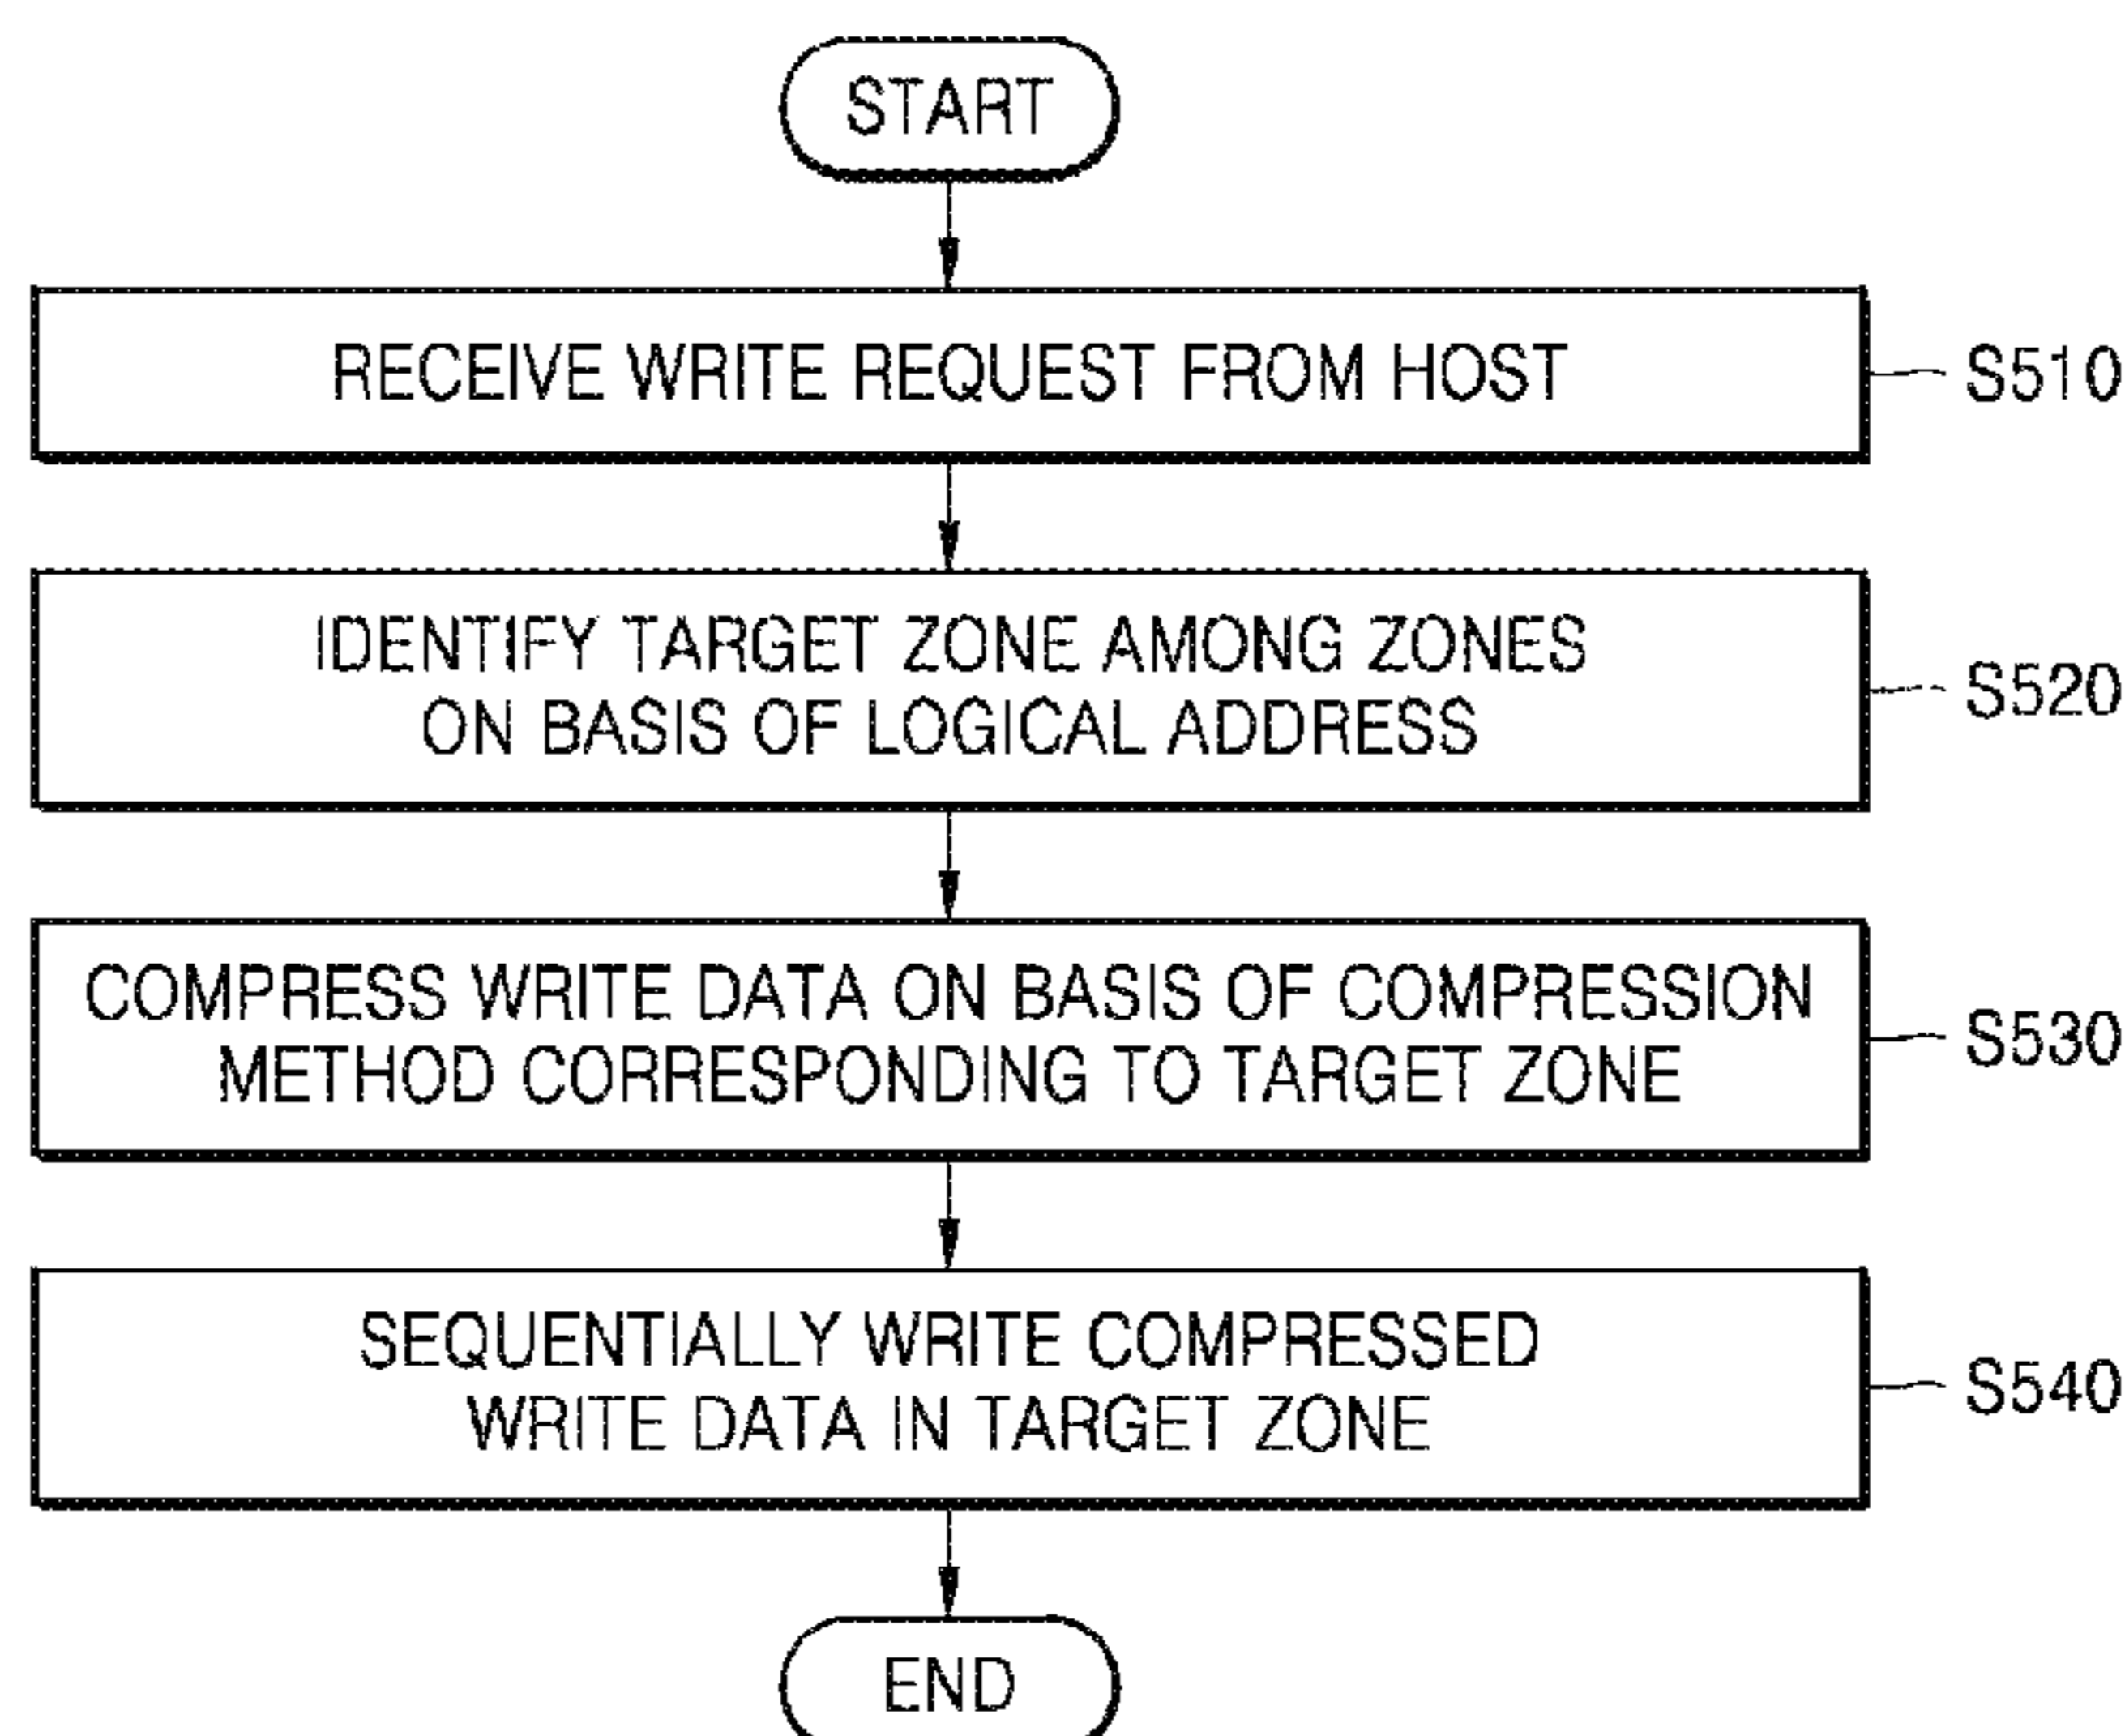 START
RECEIVE WRITE REQUEST FROM HOST
S510
IDENTIFY TARGET ZONE AMONG ZONES
ON BASIS OF LOGICAL ADDRESS
S520
COMPRESS WRITE DATA ON BASIS OF COMPRESSION
METHOD CORRESPONDING TO TARGET ZONE
S530
SEQUENTIALLY WRITE COMPRESSED
WRITE DATA IN TARGET ZONE
S540
END